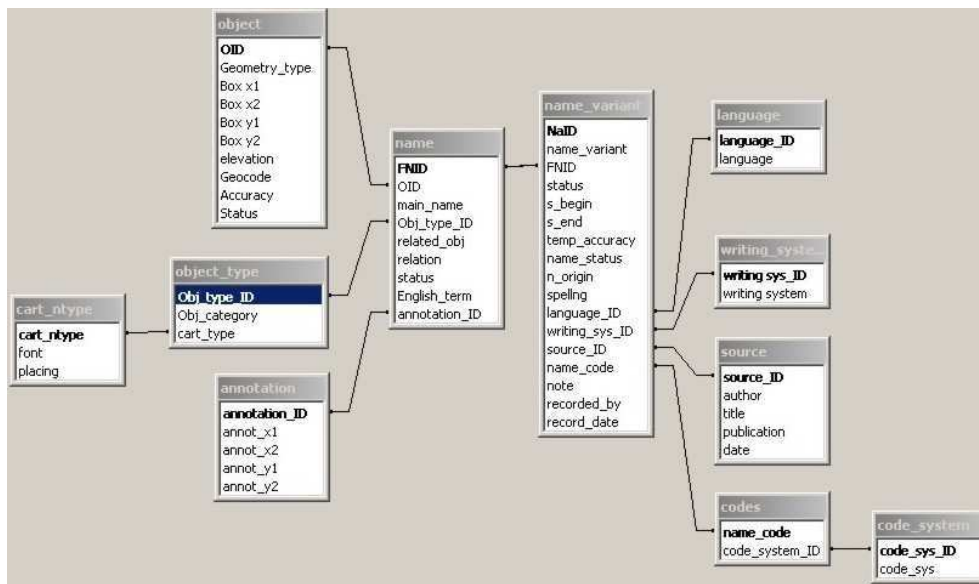 object
OID
Geometry_type
Box x1
Box x2
Box y1
Box y2
elevation
Geocode
Accuracy
Status
name
FNID
OID
main_name
Obj_type_ID
related_obj
relation
status
English_term
annotation_ID
name_variant
NaID
name_variant
FNID
status
s_begin
s_end
temp_accuracy
name_status
n_origin
spellng
language_ID
writing_sys_ID
source_ID
name_code
note
recorded_by
record_date
language
language_ID
language
writing_syste...
writing sys_ID
writing system
object_type
Obj_type_ID
Obj_category
cart_type
cart_ntype
cart_ntype
font
placing
annotation
annotation_ID
annot_x1
annot_x2
annot_y1
annot_y2
source
source_ID
author
title
publication
date
codes
name_code
code_system_ID
code_system
code_sys_ID
code_sys